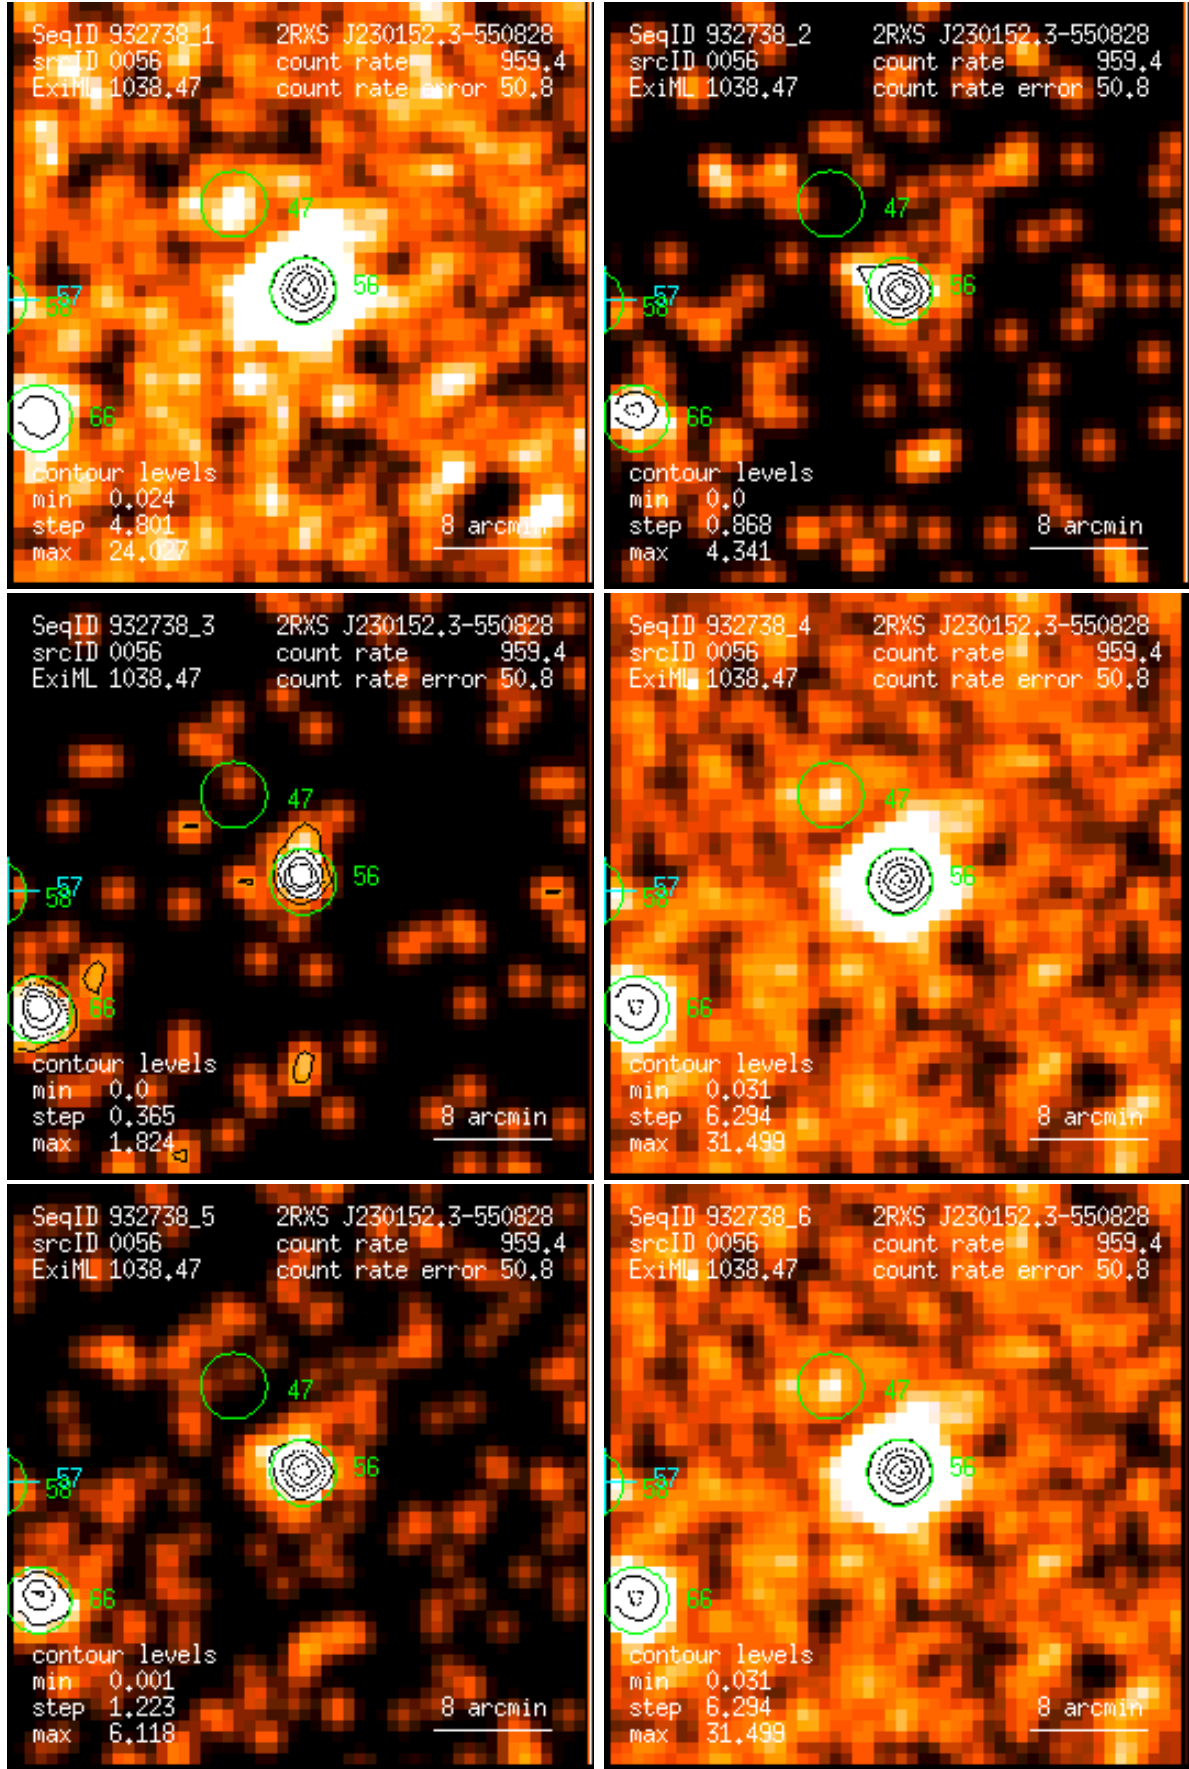 SeqID 932738_1 2RXS J230152.3-550828
srcID 0056 count rate 959.4
ExiML 1038.47 count rate error 50.8
47
56
57
58
66
contour levels
min 0.024
step 4.801
max 24.027
8 arcmin
SeqID 932738_2 2RXS J230152.3-550828
srcID 0056 count rate 959.4
ExiML 1038.47 count rate error 50.8
47
56
57
58
66
contour levels
min 0.0
step 0.868
max 4.341
8 arcmin
SeqID 932738_3 2RXS J230152.3-550828
srcID 0056 count rate 959.4
ExiML 1038.47 count rate error 50.8
47
56
57
58
66
contour levels
min 0.0
step 0.365
max 1.824
8 arcmin
SeqID 932738_4 2RXS J230152.3-550828
srcID 0056 count rate 959.4
ExiML 1038.47 count rate error 50.8
47
56
57
58
66
contour levels
min 0.031
step 6.294
max 31.499
8 arcmin
SeqID 932738_5 2RXS J230152.3-550828
srcID 0056 count rate 959.4
ExiML 1038.47 count rate error 50.8
47
56
57
58
66
contour levels
min 0.001
step 1.223
max 6.118
8 arcmin
SeqID 932738_6 2RXS J230152.3-550828
srcID 0056 count rate 959.4
ExiML 1038.47 count rate error 50.8
47
56
57
58
66
contour levels
min 0.031
step 6.294
max 31.499
8 arcmin